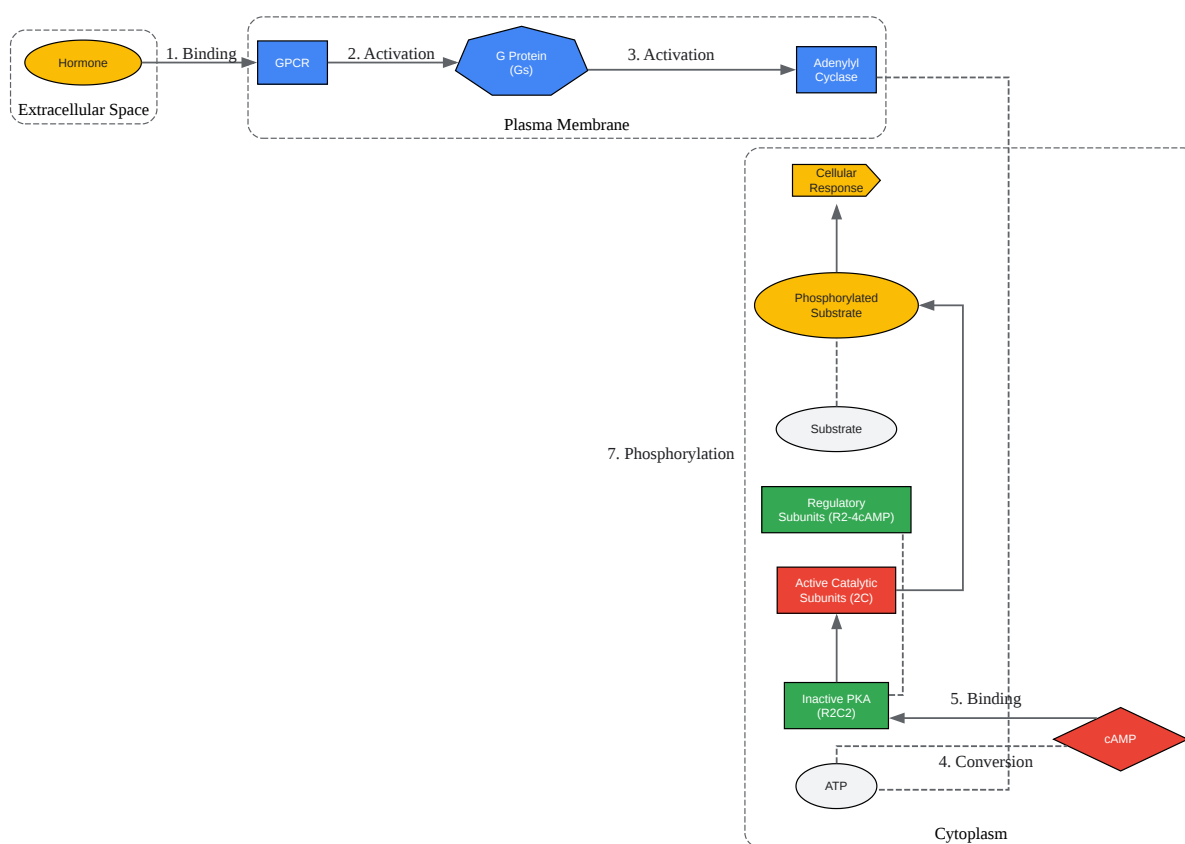 Hormone
1. Binding
GPCR
2. Activation
G Protein
(Gs)
3. Activation
Adenylyl
Cyclase
Extracellular Space
Plasma Membrane
Cellular
Response
Phosphorylated
Substrate
Substrate
7. Phosphorylation
Regulatory
Subunits (R2-4cAMP)
Active Catalytic
Subunits (2C)
Inactive PKA
(R2C2)
5. Binding
cAMP
4. Conversion
ATP
Cytoplasm